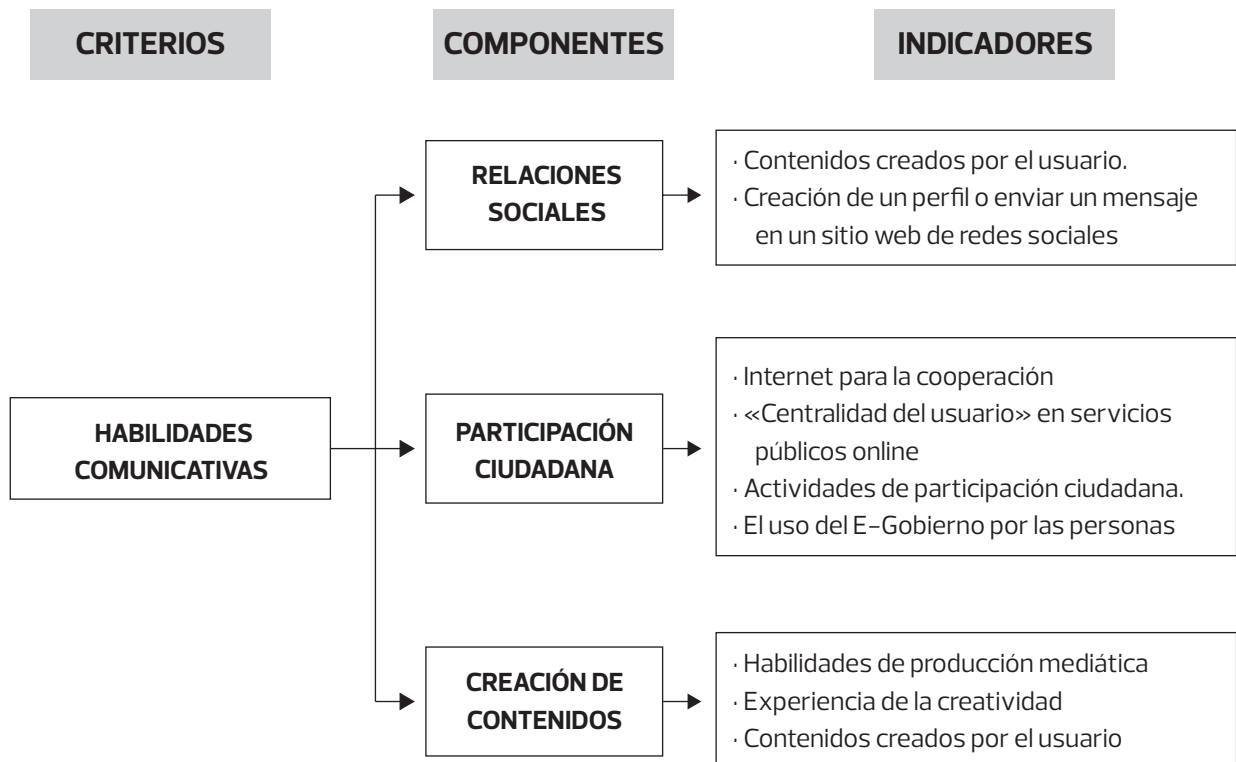 CRITERIOS
COMPONENTES
INDICADORES
RELACIONES
SOCIALES
· Contenidos creados por el usuario.
· Creación de un perfil o enviar un mensaje
en un sitio web de redes sociales
HABILIDADES
COMUNICATIVAS
PARTICIPACIÓN
CIUDADANA
· Internet para la cooperación
· «Centralidad del usuario» en servicios
públicos online
· Actividades de participación ciudadana.
· El uso del E-Gobierno por las personas
CREACIÓN DE
CONTENIDOS
· Habilidades de producción mediática
· Experiencia de la creatividad
· Contenidos creados por el usuario